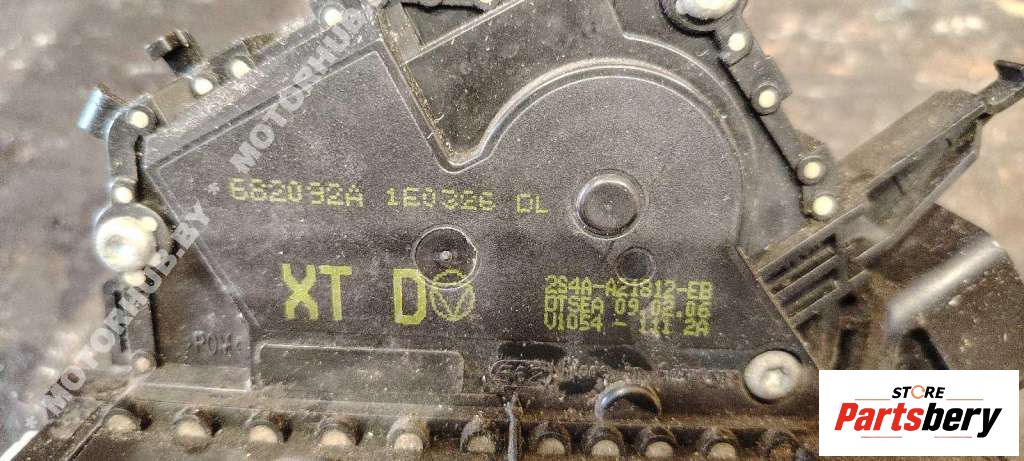 * MOTORHUB.BY * MOTORHUB.BY
682092A 1E0326 DL
XT D
2S4A-A21812-EB
DTSEA 09.02.06
V1054 - 111 2A
>POM<
STORE
Partsbery